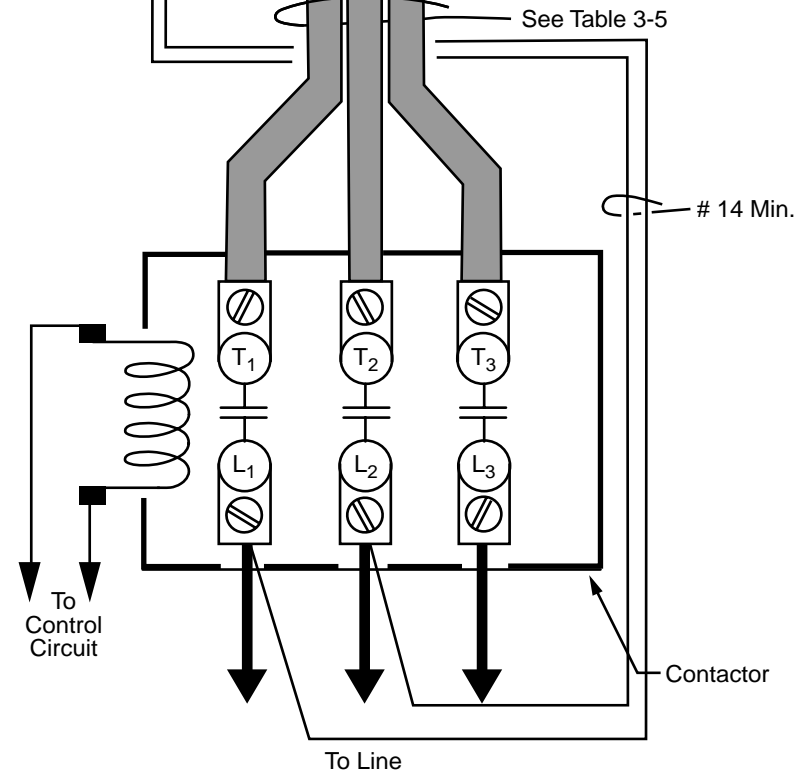 See Table 3-5
# 14 Min.
T1
T2
T3
L1
L2
L3
To
Control
Circuit
Contactor
To Line